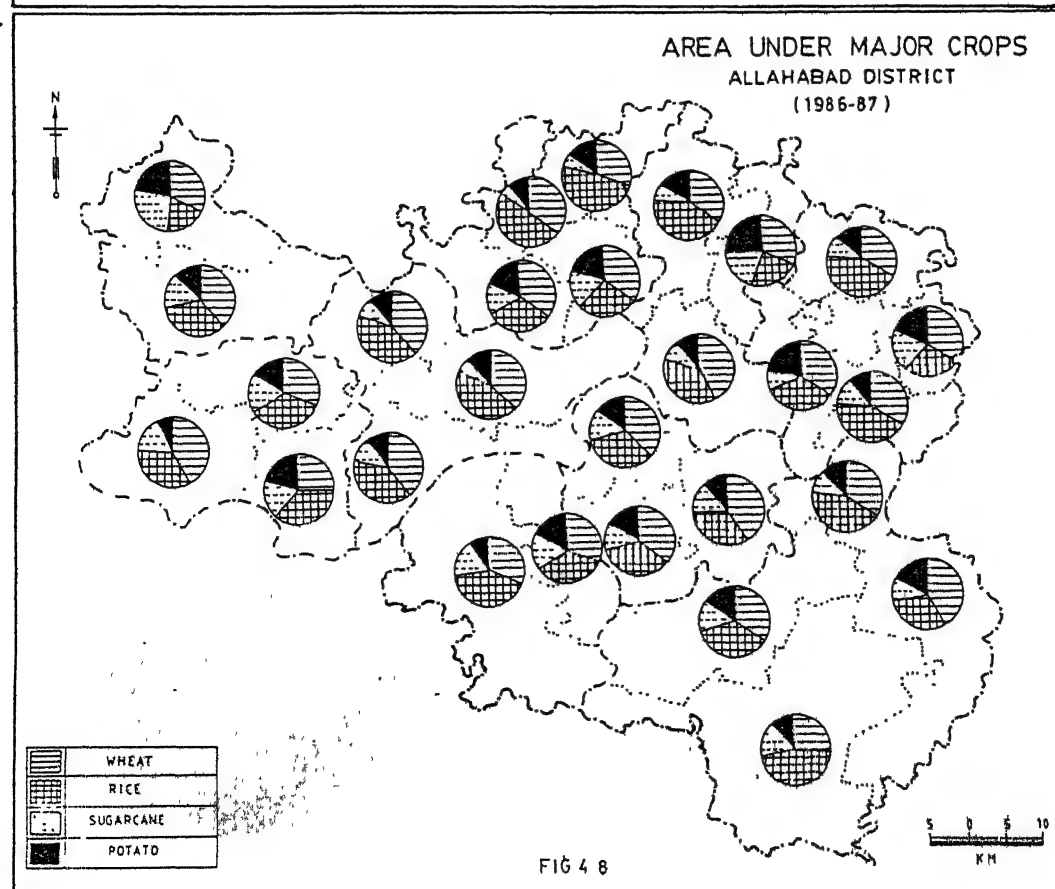 AREA UNDER MAJOR CROPS
ALLAHABAD DISTRICT
(1986-87)
N
WHEAT
RICE
SUGARCANE
POTATO
5 0 5 10
KM
FIG 4 8